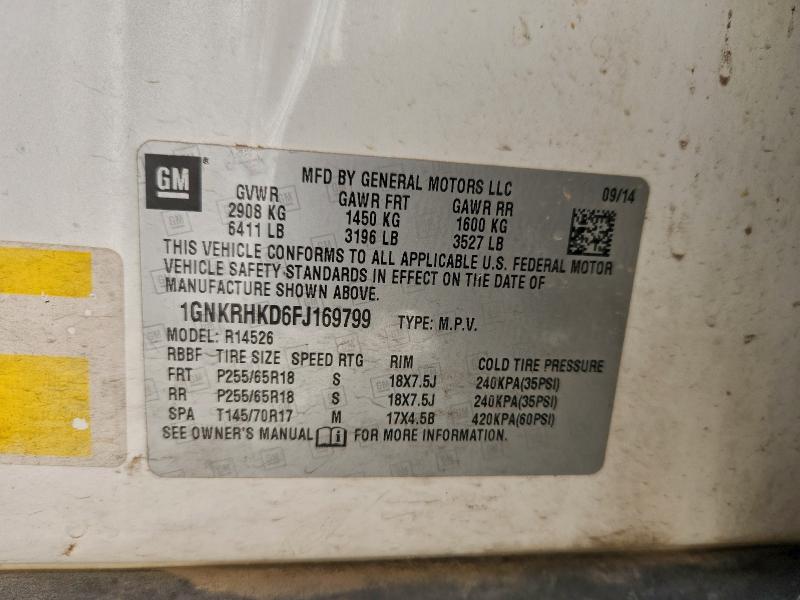 GM
MFD BY GENERAL MOTORS LLC 09/14
GVWR GAWR FRT GAWR RR
2908 KG 1450 KG 1600 KG
6411 LB 3196 LB 3527 LB
THIS VEHICLE CONFORMS TO ALL APPLICABLE U.S. FEDERAL MOTOR
VEHICLE SAFETY STANDARDS IN EFFECT ON THE DATE OF
MANUFACTURE SHOWN ABOVE.
1GNKRHKD6FJ169799 TYPE: M.P.V.
MODEL: R14526
RBBF TIRE SIZE SPEED RTG RIM COLD TIRE PRESSURE
FRT P255/65R18 S 18X7.5J 240KPA(35PSI)
RR P255/65R18 S 18X7.5J 240KPA(35PSI)
SPA T145/70R17 M 17X4.5B 420KPA(60PSI)
SEE OWNER'S MANUAL FOR MORE INFORMATION.